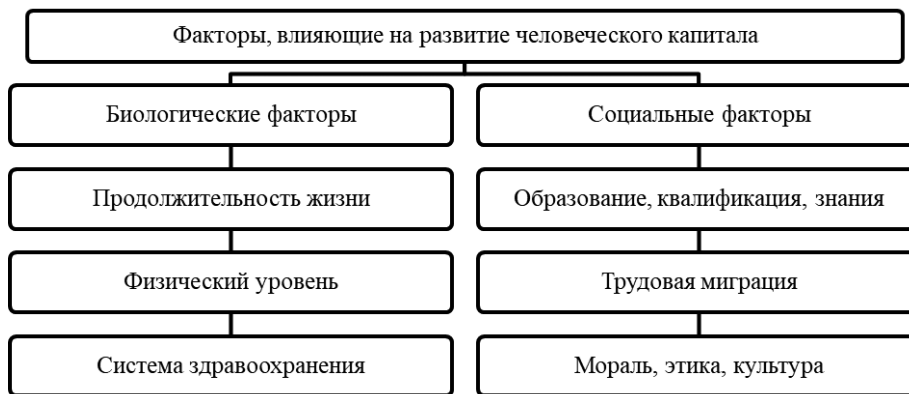 Факторы, влияющие на развитие человеческого капитала
Биологические факторы
Социальные факторы
Продолжительность жизни
Образование, квалификация, знания
Физический уровень
Трудовая миграция
Система здравоохранения
Мораль, этика, культура